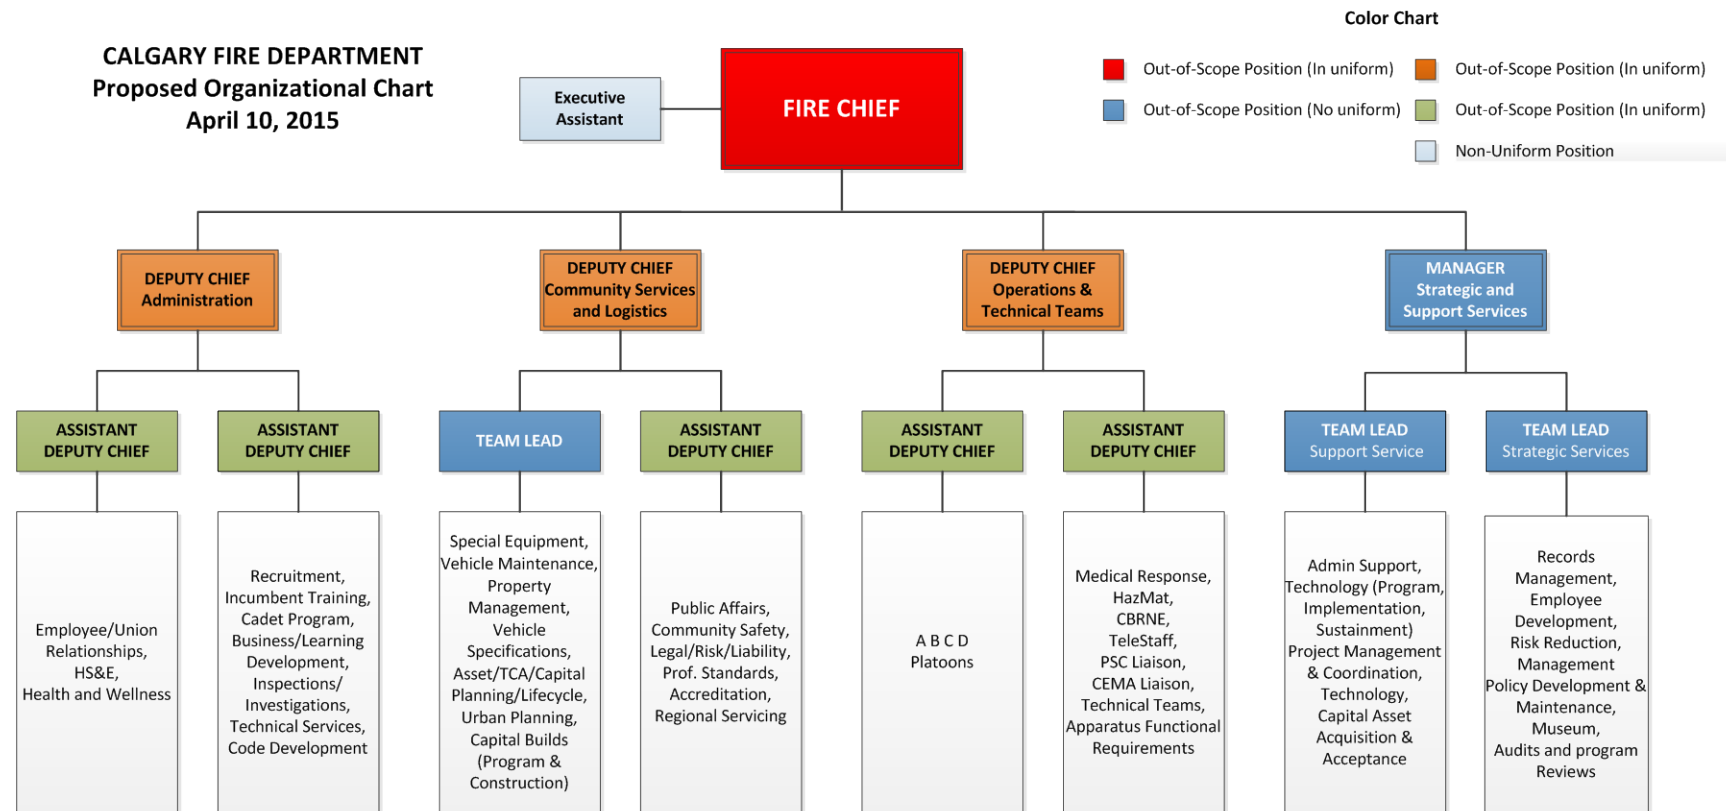 CALGARY FIRE DEPARTMENT
Proposed Organizational Chart
April 10, 2015
Color Chart
Out-of-Scope Position (In uniform)
Out-of-Scope Position (In uniform)
Out-of-Scope Position (No uniform)
Out-of-Scope Position (In uniform)
Non-Uniform Position
Executive
Assistant
FIRE CHIEF
DEPUTY CHIEF
Administration
DEPUTY CHIEF
Community Services
and Logistics
DEPUTY CHIEF
Operations &
Technical Teams
MANAGER
Strategic and
Support Services
ASSISTANT
DEPUTY CHIEF
ASSISTANT
DEPUTY CHIEF
TEAM LEAD
ASSISTANT
DEPUTY CHIEF
ASSISTANT
DEPUTY CHIEF
ASSISTANT
DEPUTY CHIEF
TEAM LEAD
Support Service
TEAM LEAD
Strategic Services
Employee/Union
Relationships,
HS&E,
Health and Wellness
Recruitment,
Incumbent Training,
Cadet Program,
Business/Learning
Development,
Inspections/
Investigations,
Technical Services,
Code Development
Special Equipment,
Vehicle Maintenance,
Property
Management,
Vehicle
Specifications,
Asset/TCA/Capital
Planning/Lifecycle,
Urban Planning,
Capital Builds
(Program &
Construction)
Public Affairs,
Community Safety,
Legal/Risk/Liability,
Prof. Standards,
Accreditation,
Regional Servicing
A B C D
Platoons
Medical Response,
HazMat,
CBRNE,
TeleStaff,
PSC Liaison,
CEMA Liaison,
Technical Teams,
Apparatus Functional
Requirements
Admin Support,
Technology (Program,
Implementation,
Sustainment)
Project Management
& Coordination,
Technology,
Capital Asset
Acquisition &
Acceptance
Records
Management,
Employee
Development,
Risk Reduction,
Management
Policy Development &
Maintenance,
Museum,
Audits and program
Reviews